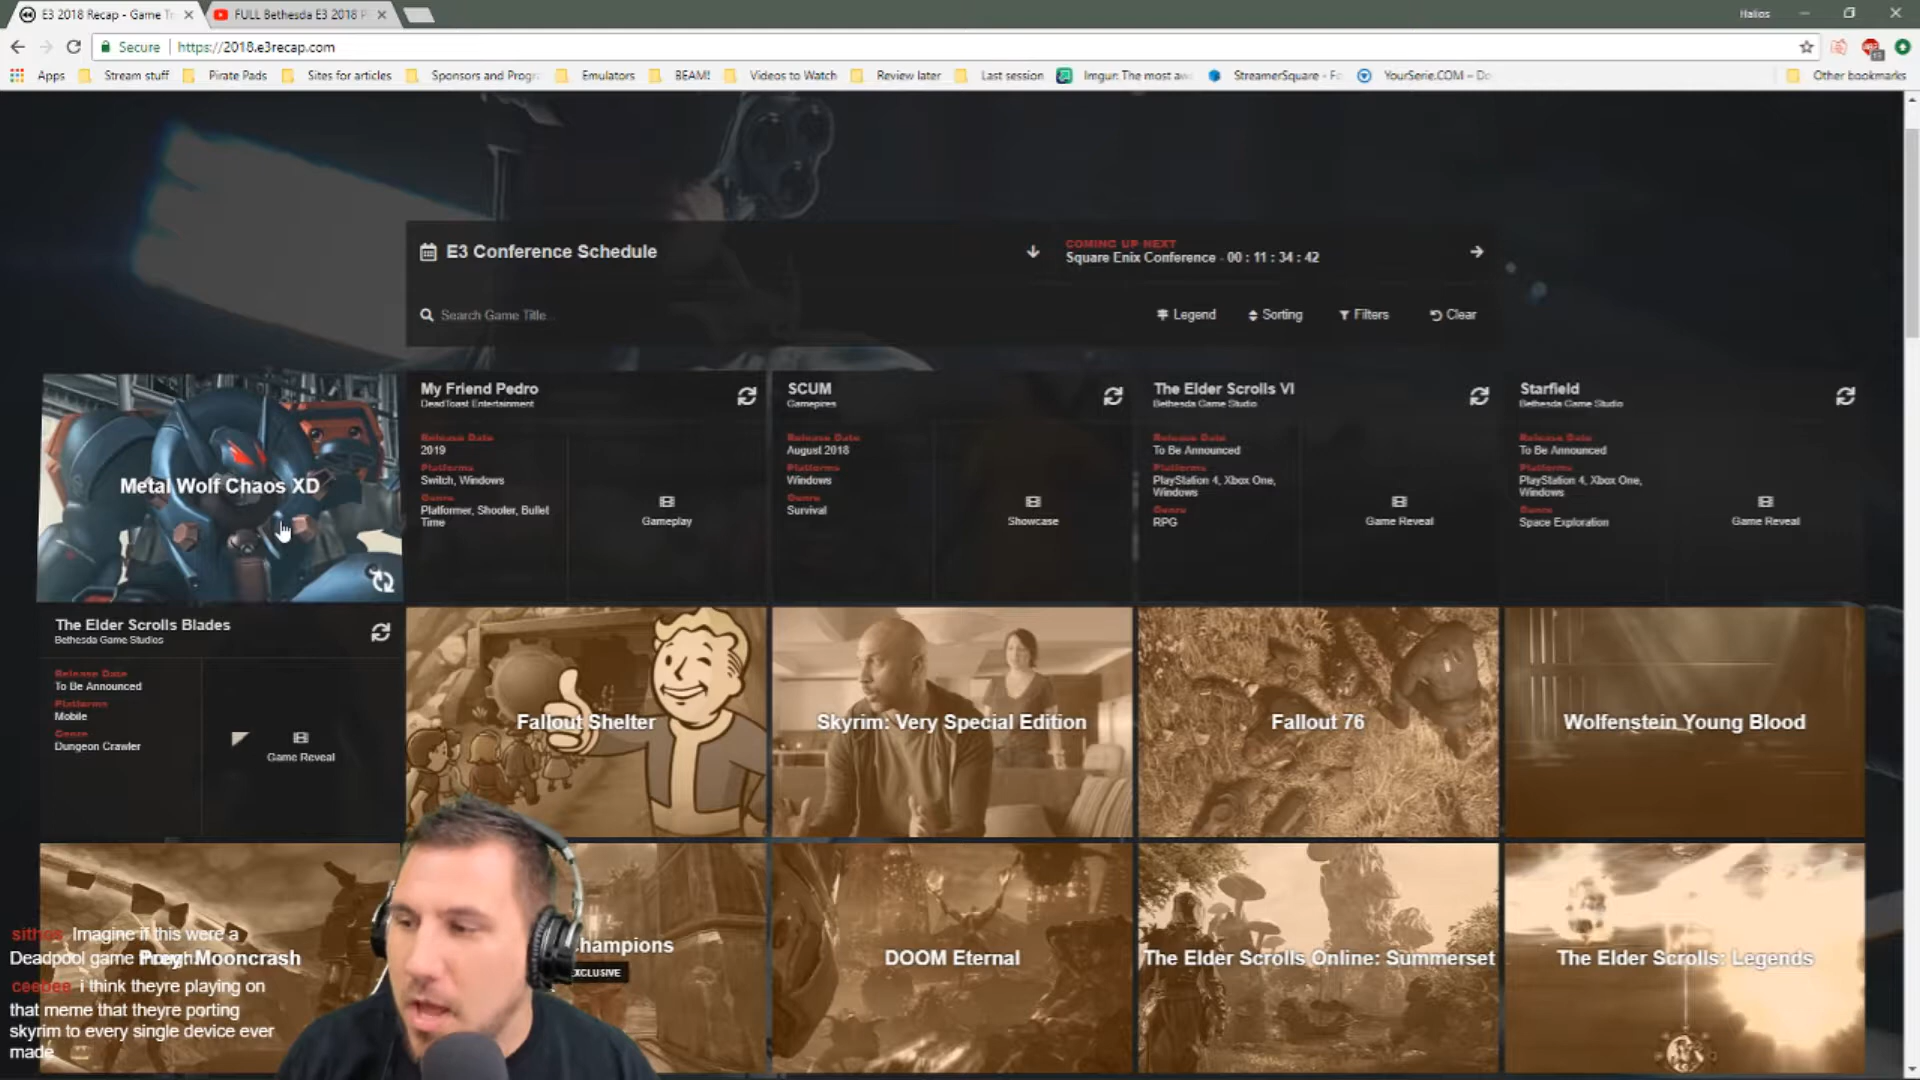 E3 2018 Recap - Game T
FULL Bethesda E3 2018 P
Halios
Secure
https://2018.e3recap.com
Apps
Stream stuff
Pirate Pads
Sites for articles
Sponsors and Progr
Emulators
BEAM!
Videos to Watch
Review later
Last session
Imgur: The most aw
StreamerSquare - Fo
YourSerie.COM – Do
Other bookmarks
E3 Conference Schedule
COMING UP NEXT
Square Enix Conference - 00 : 11 : 34 : 42
Search Game Title...
Legend
Sorting
Filters
Clear
Metal Wolf Chaos XD
My Friend Pedro
DeadToast Entertainment
Release Date
2019
Platforms
Switch, Windows
Genre
Platformer, Shooter, Bullet
Time
Gameplay
SCUM
Gamepires
Release Date
August 2018
Platforms
Windows
Genre
Survival
Showcase
The Elder Scrolls VI
Bethesda Game Studio
Release Date
To Be Announced
Platforms
PlayStation 4, Xbox One,
Windows
Genre
RPG
Game Reveal
Starfield
Bethesda Game Studio
Release Date
To Be Announced
Platforms
PlayStation 4, Xbox One,
Windows
Genre
Space Exploration
Game Reveal
The Elder Scrolls Blades
Bethesda Game Studios
Release Date
To Be Announced
Platforms
Mobile
Genre
Dungeon Crawler
Game Reveal
Fallout Shelter
Skyrim: Very Special Edition
Fallout 76
Wolfenstein Young Blood
Prey: Mooncrash
hampions
EXCLUSIVE
DOOM Eternal
The Elder Scrolls Online: Summerset
The Elder Scrolls: Legends
Imagine if this were a
Deadpool game
ceebee i think theyre playing on
that meme that theyre porting
skyrim to every single device ever
made